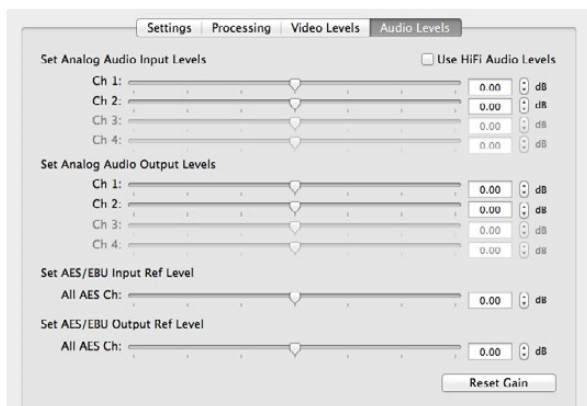 Settings Processing Video Levels Audio Levels
Set Analog Audio Input Levels Use HiFi Audio Levels
Ch 1: 0.00 dB
Ch 2: 0.00 dB
Ch 3: 0.00 dB
Ch 4: 0.00 dB
Set Analog Audio Output Levels
Ch 1: 0.00 dB
Ch 2: 0.00 dB
Ch 3: 0.00 dB
Ch 4: 0.00 dB
Set AES/EBU Input Ref Level
All AES Ch: 0.00 dB
Set AES/EBU Output Ref Level
All AES Ch: 0.00 dB
Reset Gain